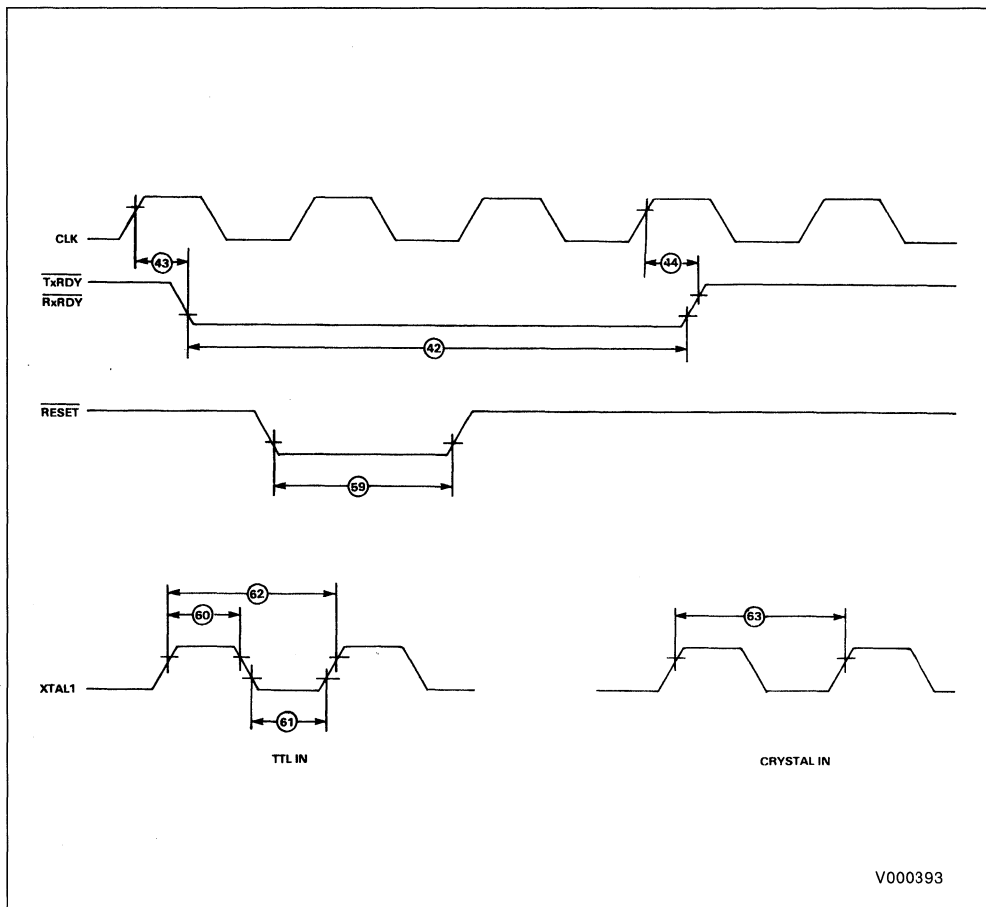 CLK
43
44
TxRDY
RxRDY
42
RESET
59
62
60
63
XTAL1
61
TTL IN
CRYSTAL IN
V000393